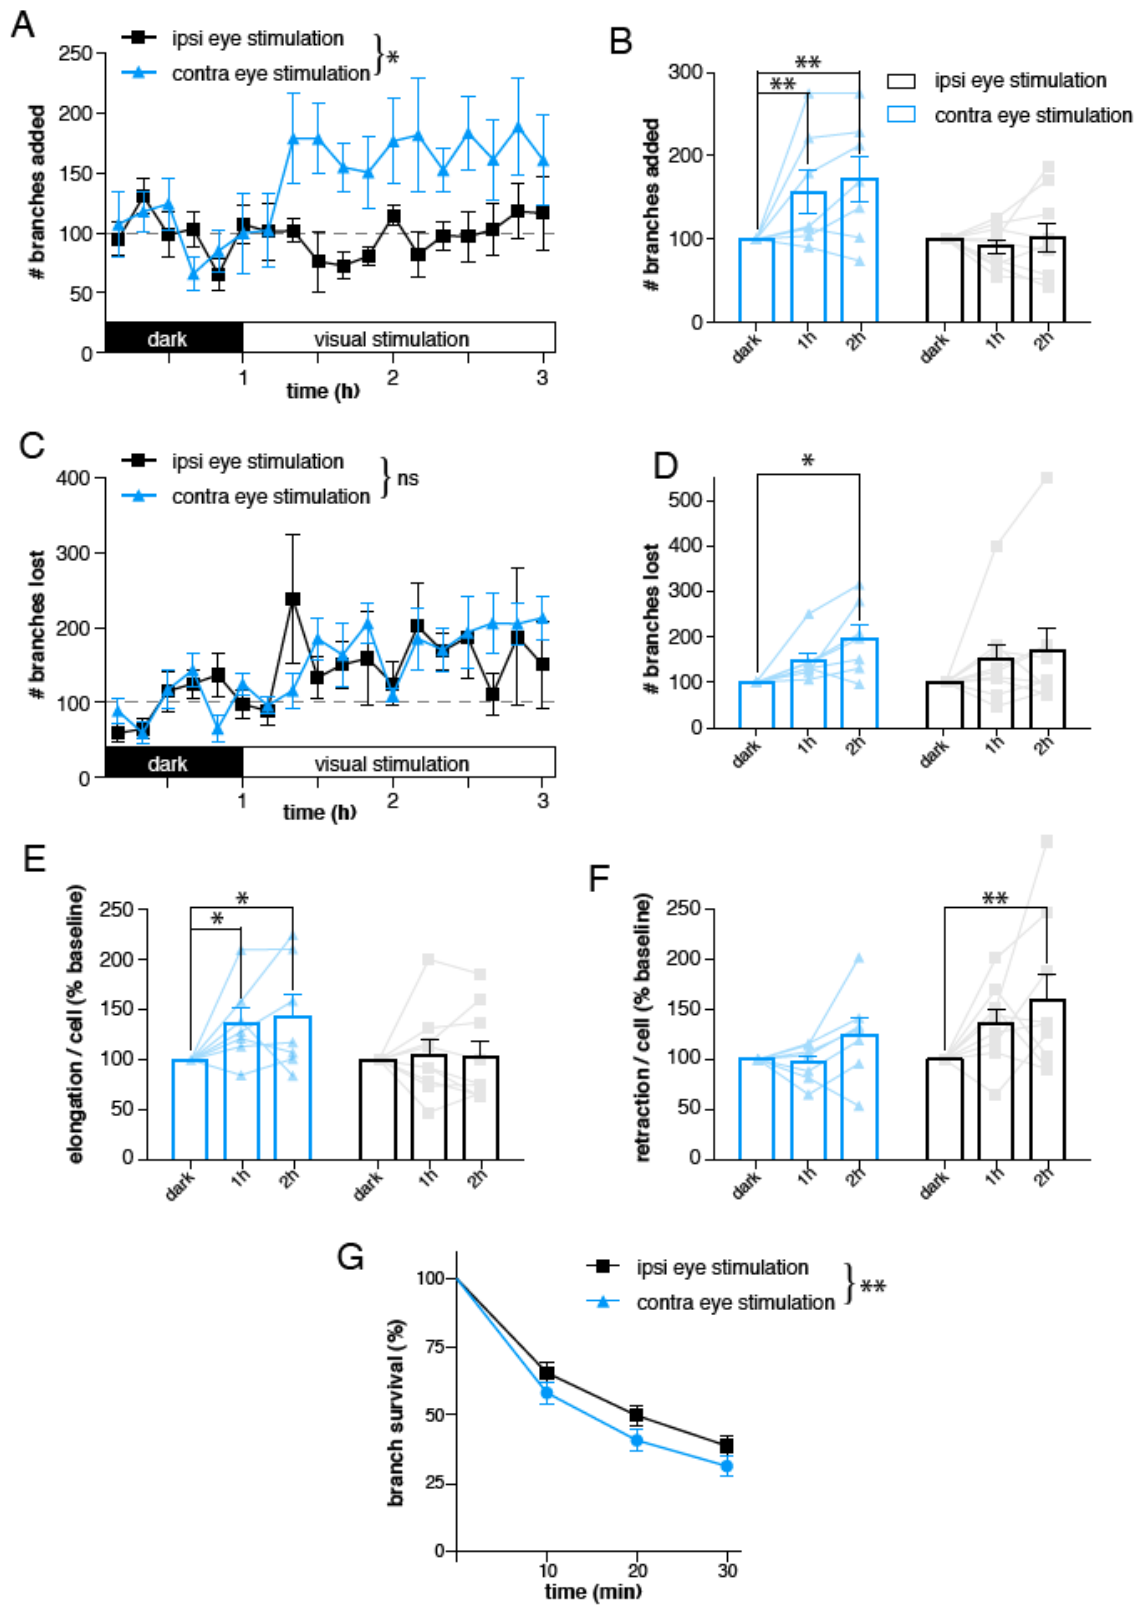 A
ipsi eye stimulation
contra eye stimulation
*
# branches added
250
200
150
100
50
0
dark
visual stimulation
1
2
3
time (h)
B
ipsi eye stimulation
contra eye stimulation
**
**
# branches added
300
200
100
0
dark
1h
2h
dark
1h
2h
C
ipsi eye stimulation
contra eye stimulation
ns
# branches lost
400
300
200
100
0
dark
visual stimulation
1
2
3
time (h)
D
*
# branches lost
500
400
300
200
100
0
dark
1h
2h
dark
1h
2h
E
*
*
elongation / cell (% baseline)
250
200
150
100
50
0
dark
1h
2h
dark
1h
2h
F
**
retraction / cell (% baseline)
250
200
150
100
50
0
dark
1h
2h
dark
1h
2h
G
ipsi eye stimulation
contra eye stimulation
**
branch survival (%)
100
75
50
25
0
10
20
30
time (min)